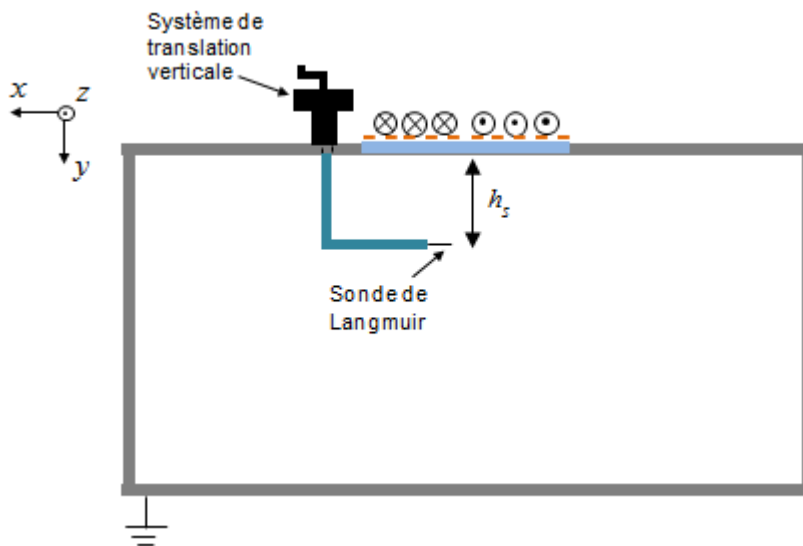 Système de
translation
verticale
x
z
y
h_s
Sonde de
Langmuir